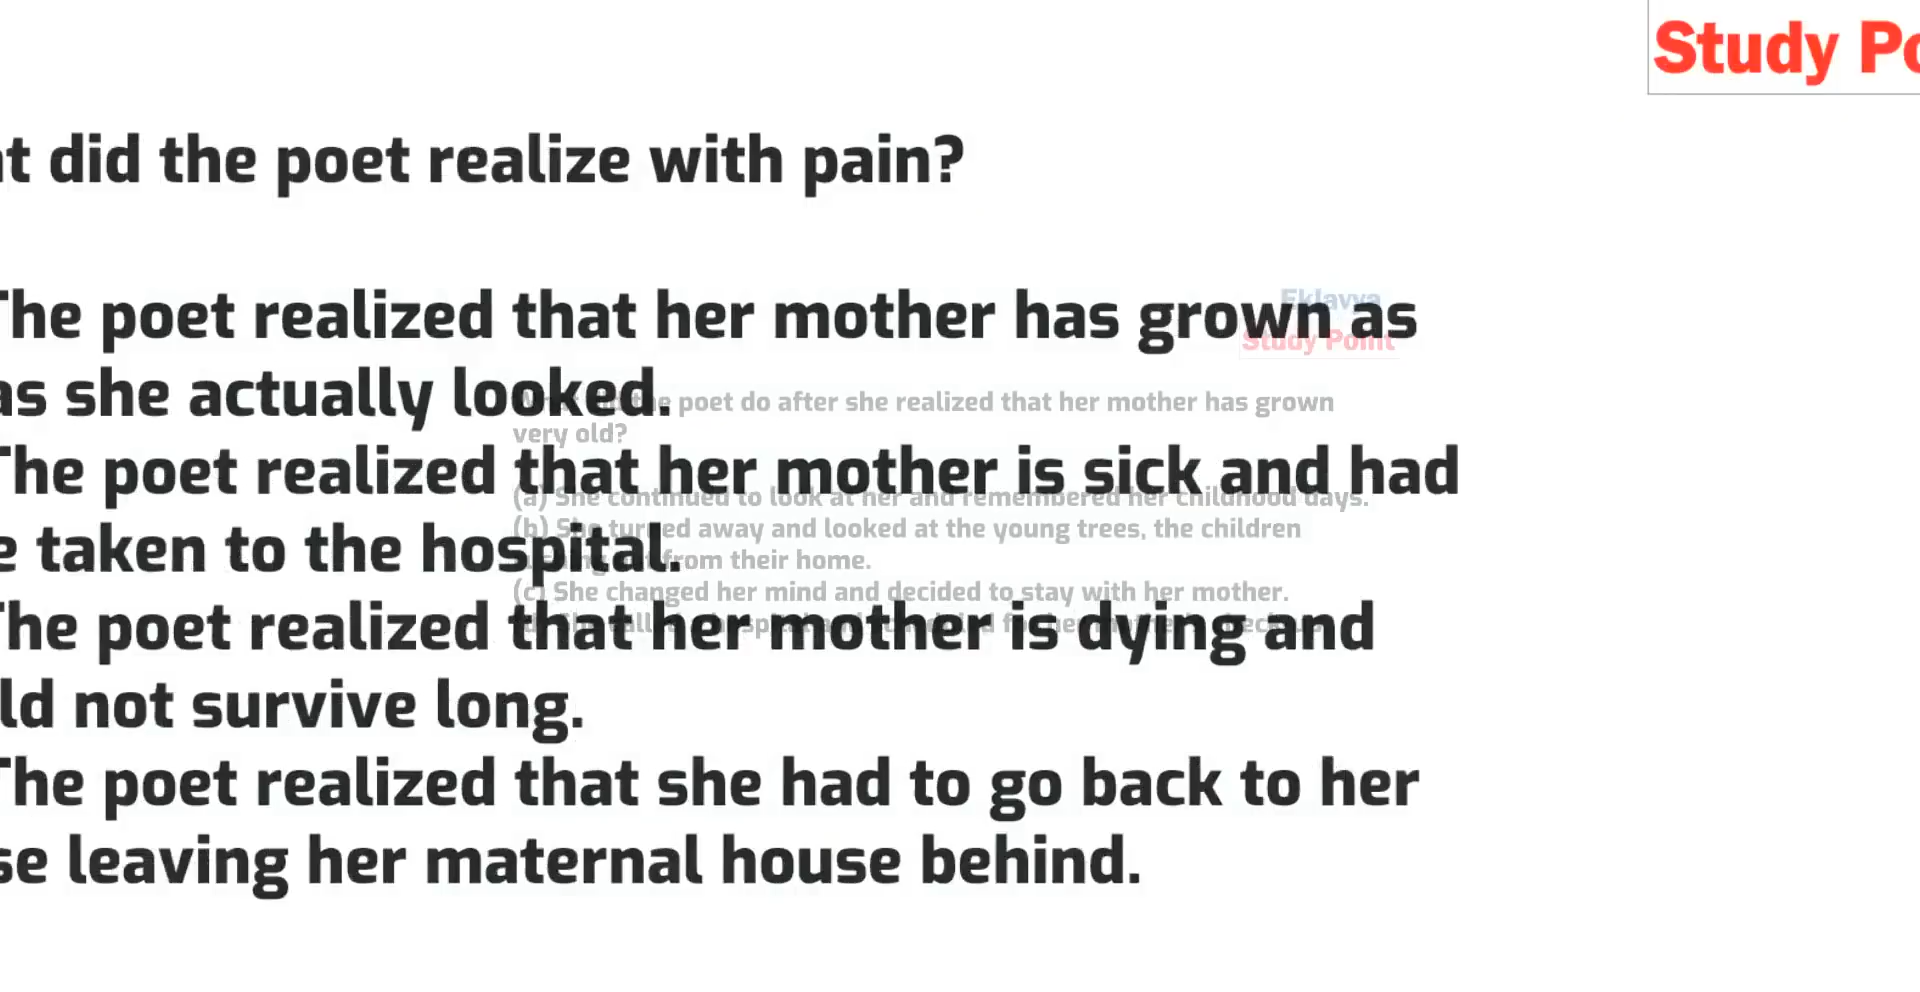 Study Po
t did the poet realize with pain?
The poet realized that her mother has grown as
as she actually looked.
The poet realized that her mother is sick and had
e taken to the hospital.
The poet realized that her mother is dying and
ld not survive long.
The poet realized that she had to go back to her
se leaving her maternal house behind.
Eklavya
Study Point
poet do after she realized that her mother has grown
very old?
(a) She continued to look at her and remembered her childhood days.
(b) She turned away and looked at the young trees, the children
from their home.
(c) She changed her mind and decided to stay with her mother.